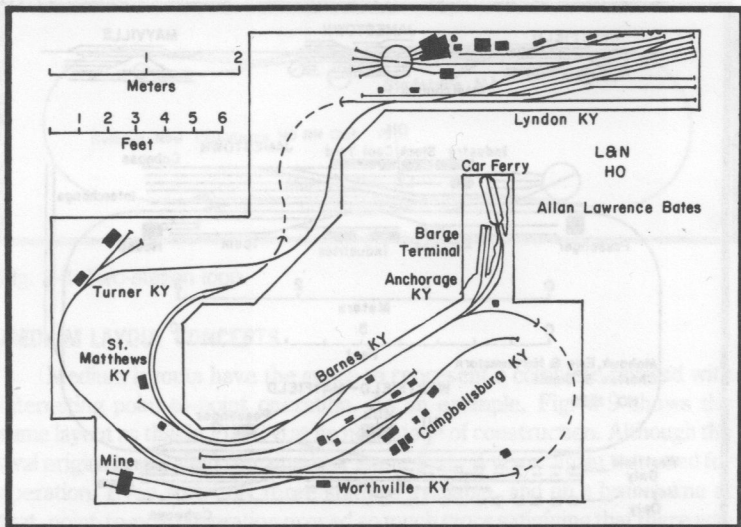 2
Meters
1 2 3 4 5 6
Feet
Lyndon KY
L&N
HO
Allan Lawrence Bates
Car Ferry
Barge
Terminal
Anchorage
KY
Turner KY
St.
Matthews
KY
Barnes KY
Campbellsburg KY
Mine
Worthville KY